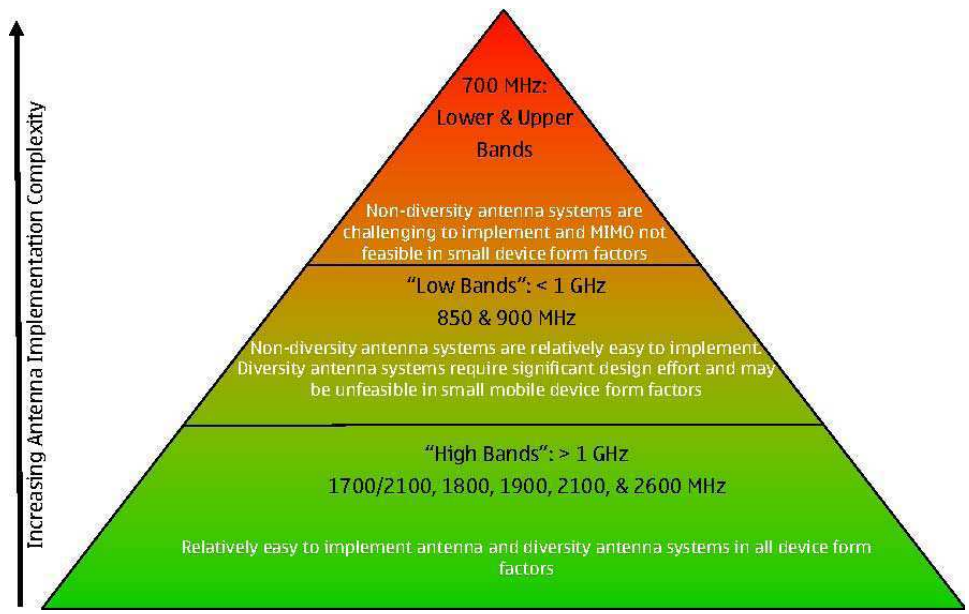 Increasing Antenna Implementation Complexity
700 MHz:
Lower & Upper
Bands
Non-diversity antenna systems are
challenging to implement and MIMO not
feasible in small device form factors
“Low Bands”: < 1 GHz
850 & 900 MHz
Non-diversity antenna systems are relatively easy to implement.
Diversity antenna systems require significant design effort and may
be unfeasible in small mobile device form factors
“High Bands”: > 1 GHz
1700/2100, 1800, 1900, 2100, & 2600 MHz
Relatively easy to implement antenna and diversity antenna systems in all device form
factors